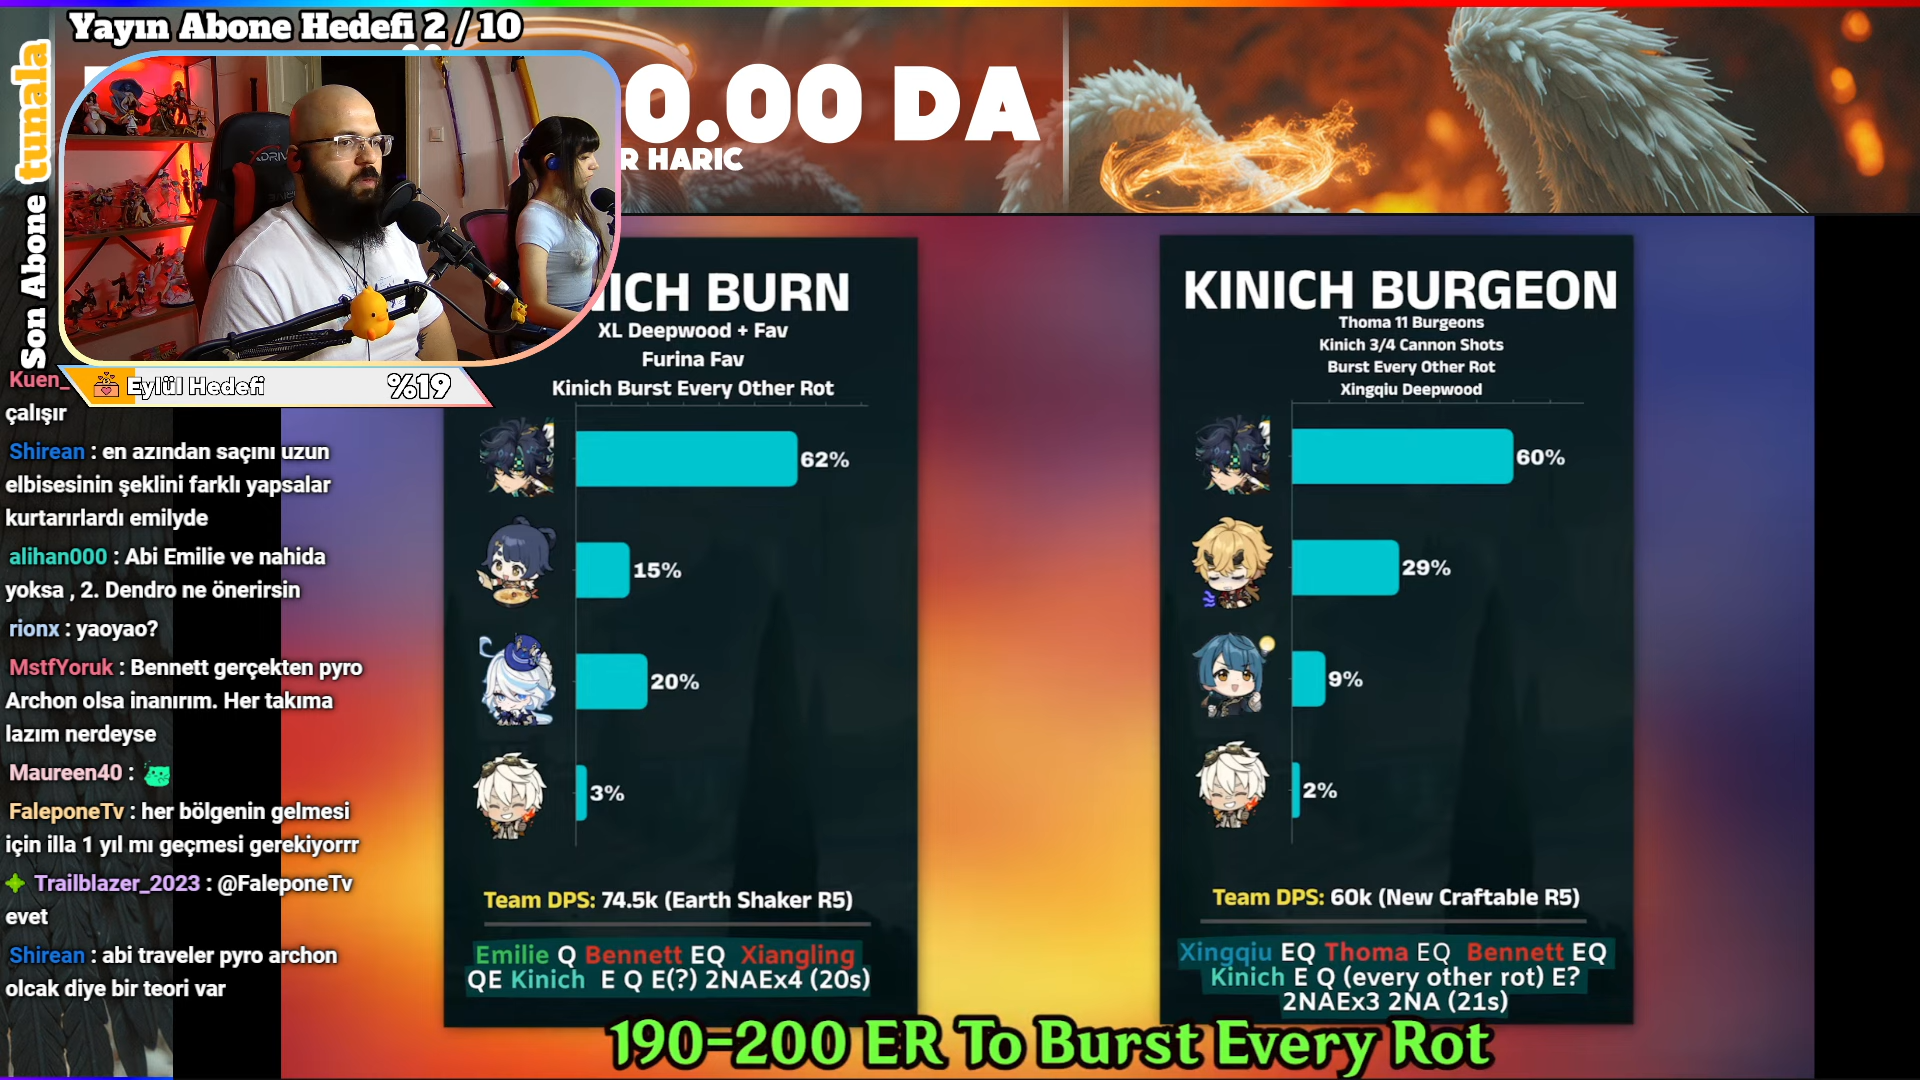 Yayın Abone Hedefi 2 / 10
Son Abone tunala
0.00 DA
R HARIC
XDRIV
Eylül Hedefi %19
Kuen_
çalışır
Shirean : en azından saçını uzun
elbisesinin şeklini farklı yapsalar
kurtarırlardı emilyde
alihan000 : Abi Emilie ve nahida
yoksa , 2. Dendro ne önerirsin
rionx : yaoyao?
MstfYoruk : Bennett gerçekten pyro
Archon olsa inanırım. Her takıma
lazım nerdeyse
Maureen40 :
FaleponeTv : her bölgenin gelmesi
için illa 1 yıl mı geçmesi gerekiyorrr
Trailblazer_2023 : @FaleponeTv
evet
Shirean : abi traveler pyro archon
olcak diye bir teori var
ICH BURN
XL Deepwood + Fav
Furina Fav
Kinich Burst Every Other Rot
62%
15%
20%
3%
Team DPS: 74.5k (Earth Shaker R5)
Emilie Q Bennett EQ Xiangling
QE Kinich E Q E(?) 2NAEx4 (20s)
KINICH BURGEON
Thoma 11 Burgeons
Kinich 3/4 Cannon Shots
Burst Every Other Rot
Xingqiu Deepwood
60%
29%
9%
2%
Team DPS: 60k (New Craftable R5)
Xingqiu EQ Thoma EQ Bennett EQ
Kinich E Q (every other rot) E?
2NAEx3 2NA (21s)
190=200 ER To Burst Every Rot